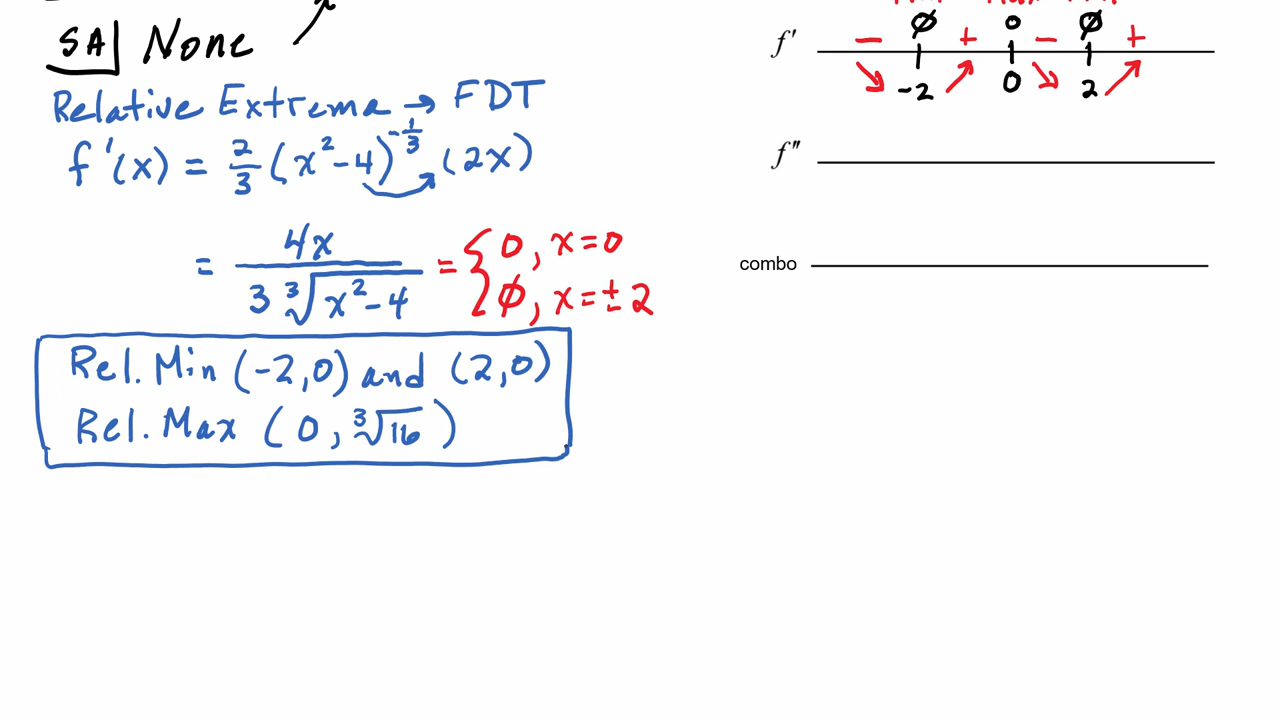 SA None
Relative Extrema → FDT
f'(x) = 2/3 (x²-4)^(-1/3) (2x)
= 4x / (3 ∛(x²-4)) = { 0, x=0
∅, x=±2
Rel. Min (-2,0) and (2,0)
Rel. Max (0, ∛16)
∅ 0 ∅
f' − + − +
-2 0 2
f"
combo